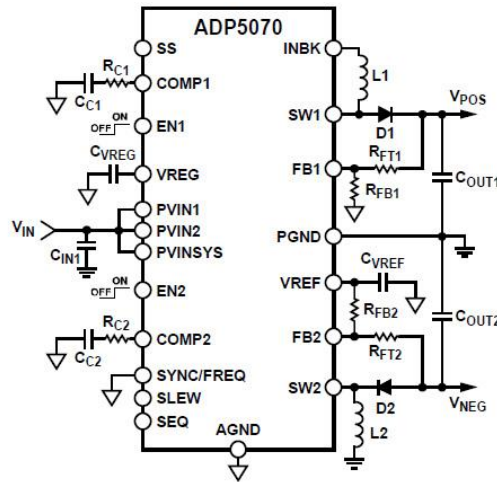 ADP5070
SS
INBK
RC1
CC1
COMP1
L1
SW1
VPOS
D1
ON
OFF
EN1
CVREG
VREG
FB1
RFT1
RFB1
COUT1
VIN
PVIN1
PVIN2
PVINSYS
CIN1
PGND
CVREF
VREF
ON
OFF
EN2
RFB2
COUT2
RC2
CC2
COMP2
FB2
RFT2
SYNC/FREQ
SW2
D2
VNEG
SLEW
L2
SEQ
AGND